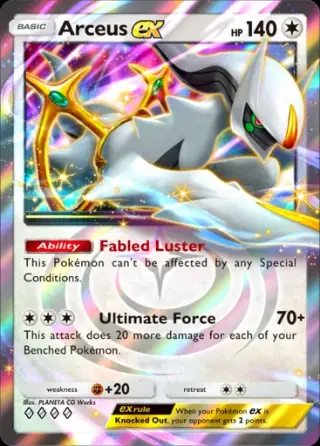 BASIC Arceus ex HP 140
Ability Fabled Luster
This Pokémon can't be affected by any Special
Conditions.
Ultimate Force 70+
This attack does 20 more damage for each of your
Benched Pokémon.
Illus. PLANETA CG Works
weakness +20 retreat
ex rule When your Pokémon ex is
Knocked Out, your opponent gets 2 points.